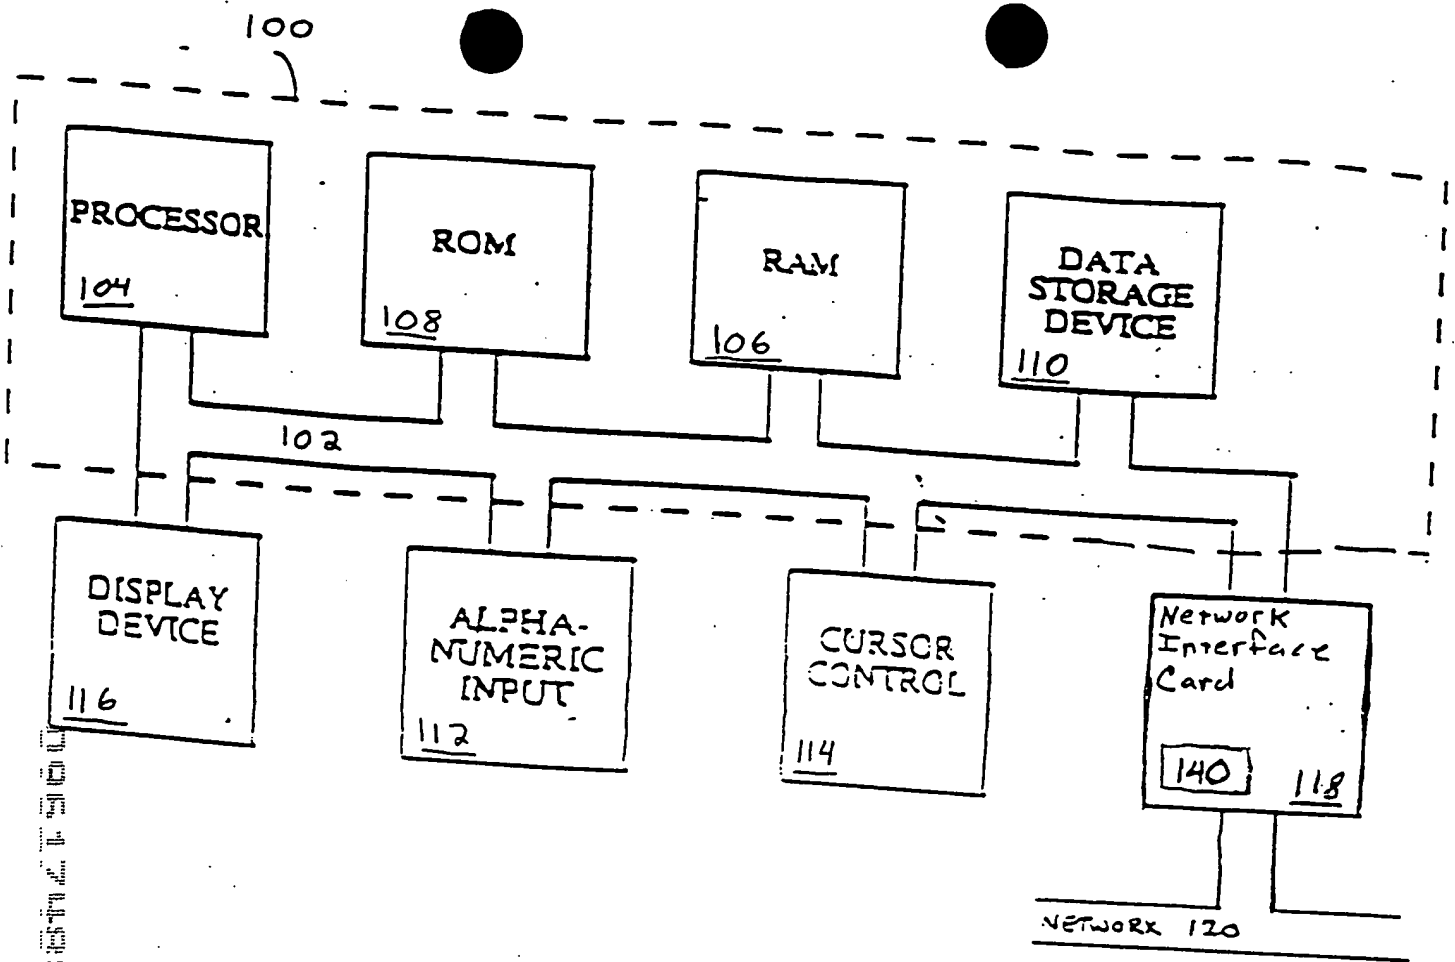 100
PROCESSOR
104
ROM
108
RAM
106
DATA
STORAGE
DEVICE
110
102
DISPLAY
DEVICE
116
ALPHA-
NUMERIC
INPUT
112
CURSOR
CONTROL
114
Network
Interface
Card
140
118
NETWORK 120